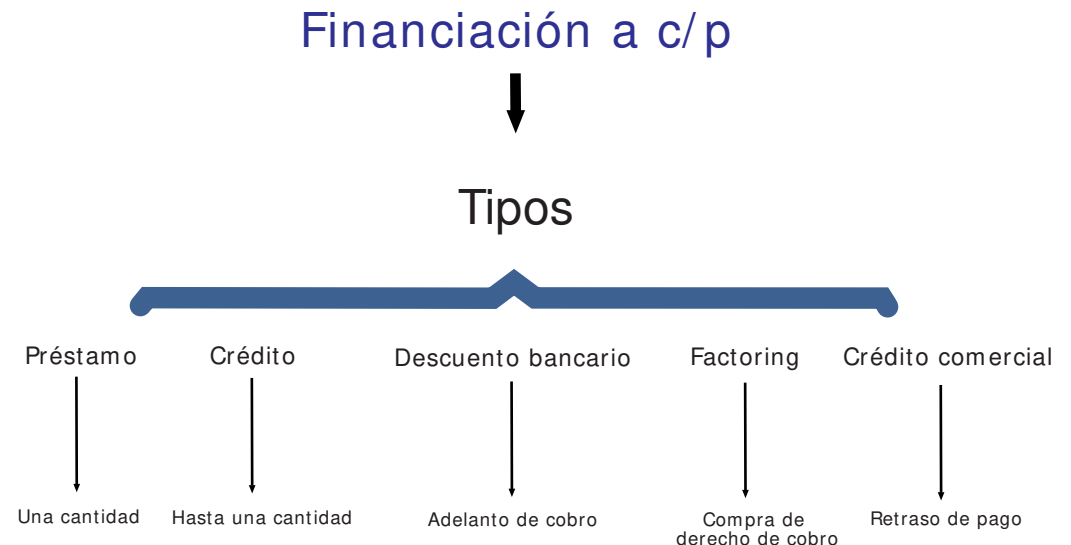 Financiación a c/p
Tipos
Préstamo
Crédito
Descuento bancario
Factoring
Crédito comercial
Una cantidad
Hasta una cantidad
Adelanto de cobro
Compra de
derecho de cobro
Retraso de pago